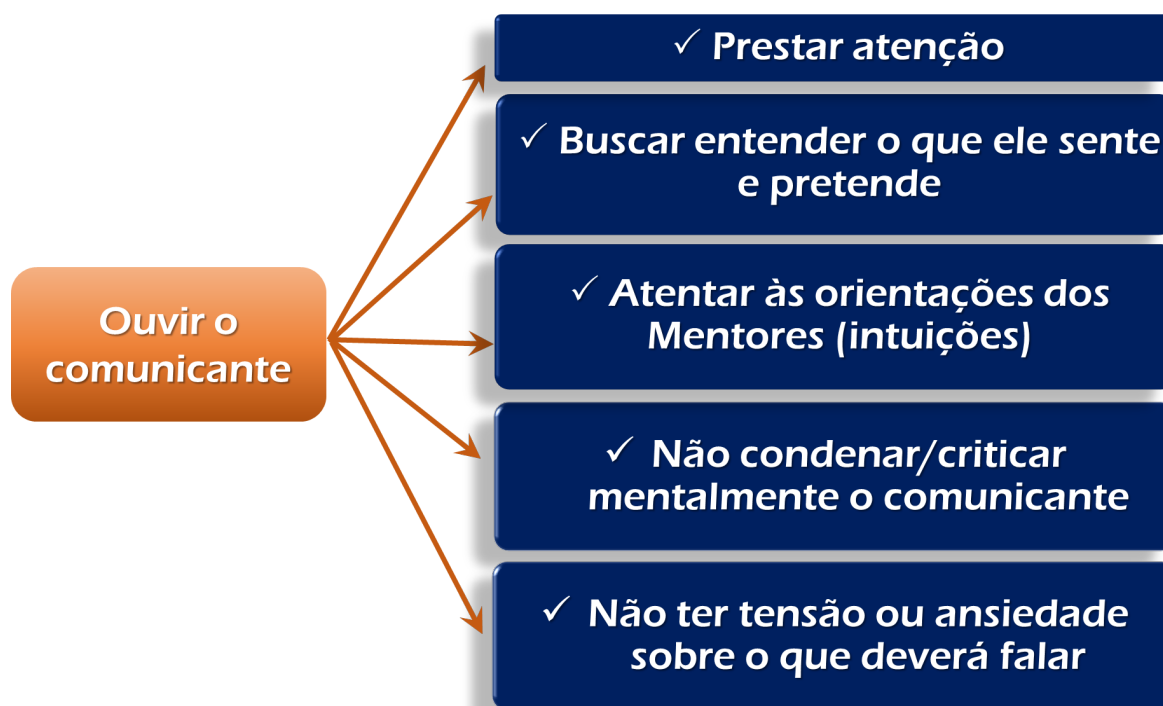 Ouvir o
comunicante
✓ Prestar atenção
✓ Buscar entender o que ele sente
e pretende
✓ Atentar às orientações dos
Mentores (intuições)
✓ Não condenar/criticar
mentalmente o comunicante
✓ Não ter tensão ou ansiedade
sobre o que deverá falar